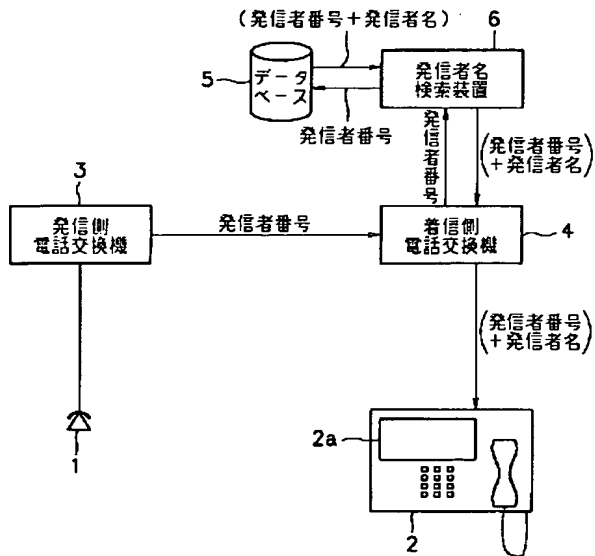 (発信者番号+発信者名)
6
5
データ
ベース
発信者名
検索装置
発信者番号
発信者番号
(発信者番号
+発信者名)
3
発信側
電話交換機
発信者番号
着信側
電話交換機
4
(発信者番号
+発信者名)
1
2a
2